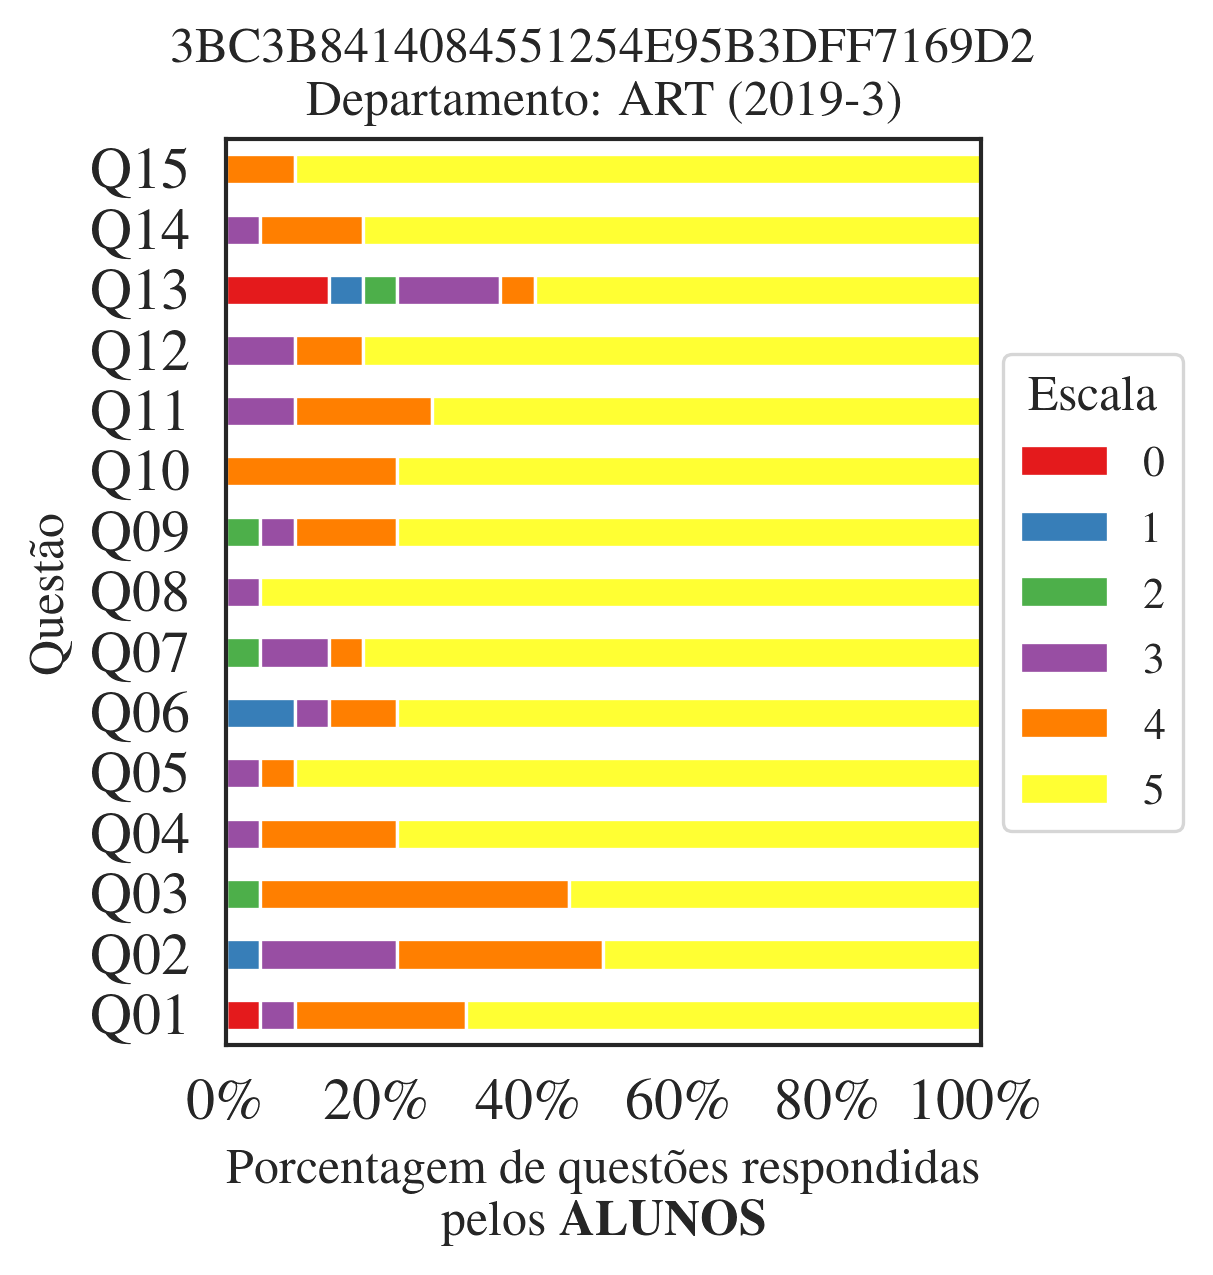 3BC3B8414084551254E95B3DFF7169D2
Departamento: ART (2019-3)
Questão
Q15
Q14
Q13
Q12
Q11
Q10
Q09
Q08
Q07
Q06
Q05
Q04
Q03
Q02
Q01
0% 20% 40% 60% 80% 100%
Porcentagem de questões respondidas
pelos ALUNOS
Escala
0
1
2
3
4
5